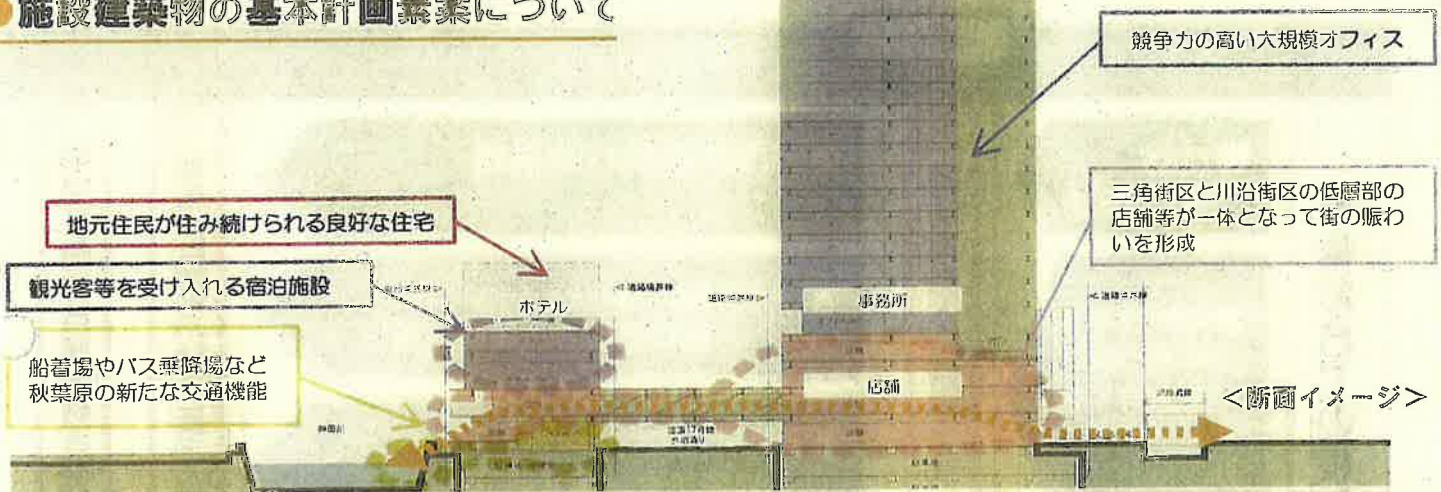 ●施設建築物の基本計画素案について
競争力の高い大規模オフィス
三角街区と川沿街区の低層部の
店舗等が一体となって街の賑わ
いを形成
地元住民が住み続けられる良好な住宅
観光客等を受け入れる宿泊施設
ホテル
事務所
船着場やバス乗降場など
秋葉原の新たな交通機能
店舗
<断面イメージ>
神田川